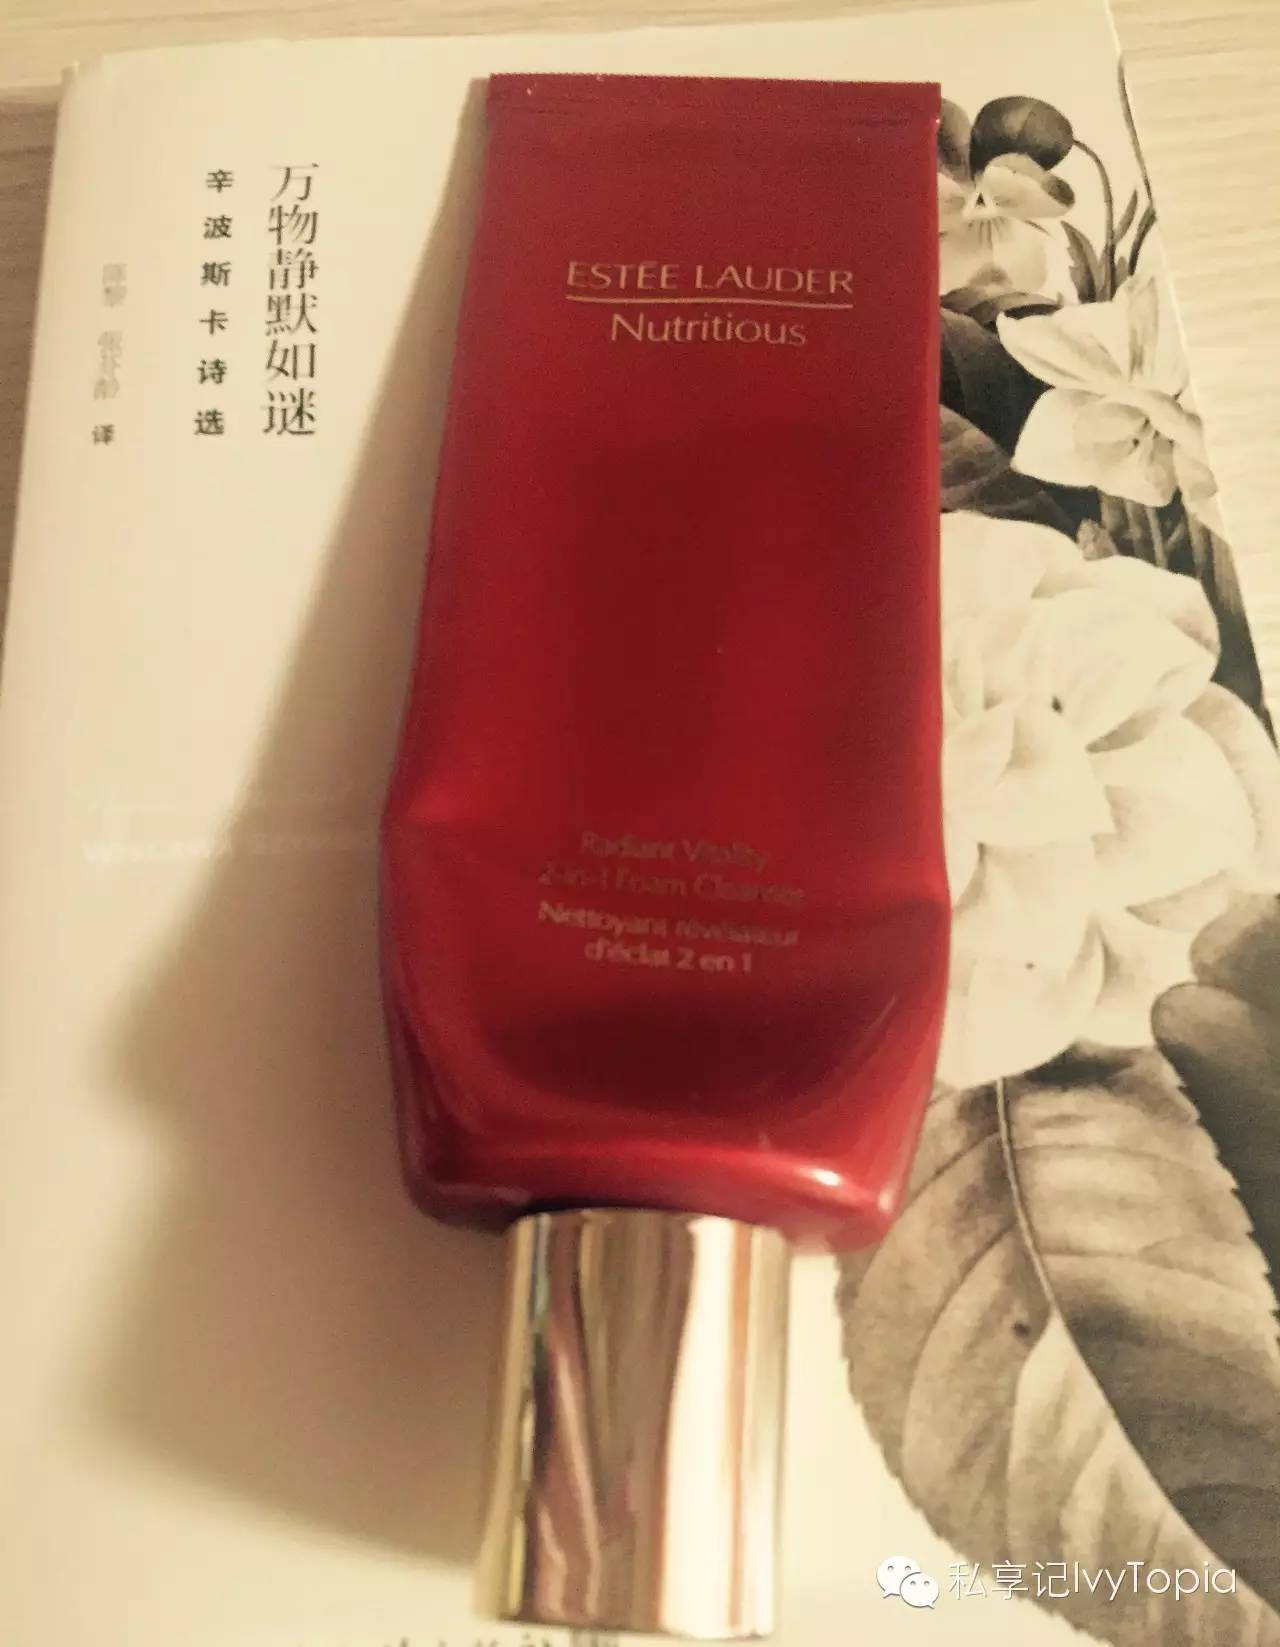 万物静默如谜
辛波斯卡诗选
译
ESTĒE LAUDER
Nutritious
Radiant Vitality
2-in-1 Foam Cleanser
Nettoyant révélateur
d'éclat 2 en 1
私享记IvyTopia